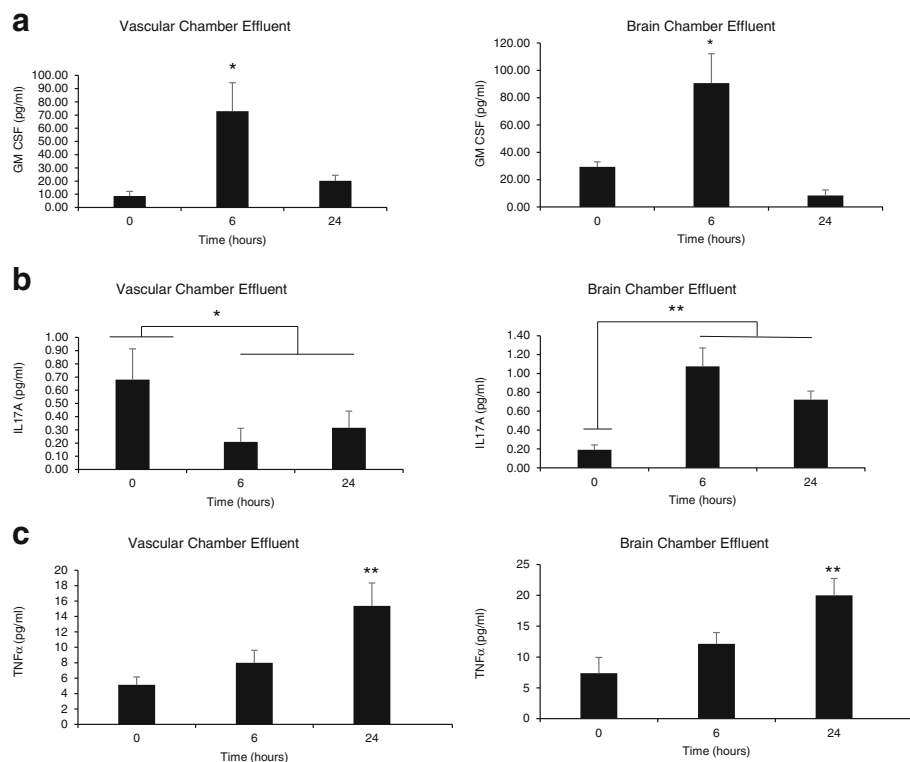 a
Vascular Chamber Effluent
GM CSF (pg/ml)
100.00
90.00
80.00
70.00
60.00
50.00
40.00
30.00
20.00
10.00
0.00
*
0 6 24
Time (hours)
Brain Chamber Effluent
GM CSF (pg/ml)
120.00
100.00
80.00
60.00
40.00
20.00
0.00
*
0 6 24
Time (hours)
b
Vascular Chamber Effluent
*
IL17A (pg/ml)
1.00
0.90
0.80
0.70
0.60
0.50
0.40
0.30
0.20
0.10
0.00
0 6 24
Time (hours)
Brain Chamber Effluent
**
IL17A (pg/ml)
1.40
1.20
1.00
0.80
0.60
0.40
0.20
0.00
0 6 24
Time (hours)
c
Vascular Chamber Effluent
TNFα (pg/ml)
20
18
16
14
12
10
8
6
4
2
0
**
0 6 24
Time (hours)
Brain Chamber Effluent
TNFα (pg/ml)
25
20
15
10
5
0
**
0 6 24
Time (hours)